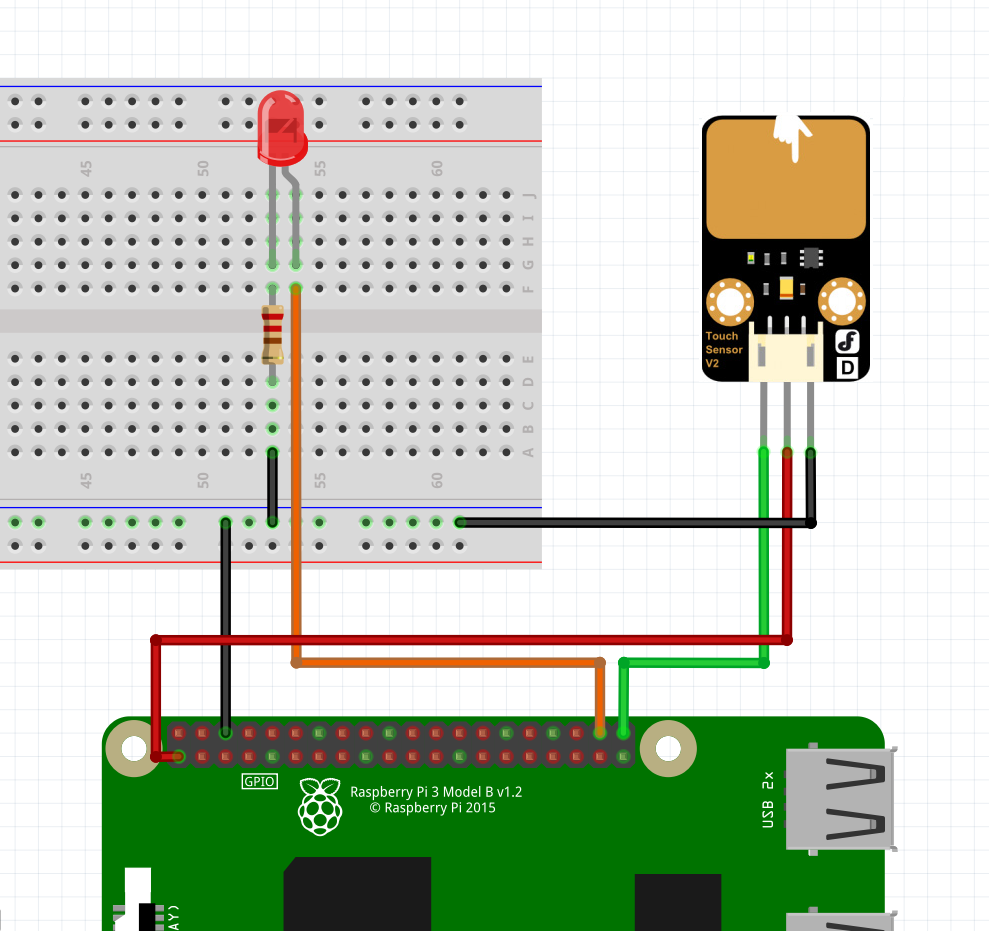 45 50 55 60
J
I
H
G
F
E
D
C
B
A
45 50 55 60
Touch
Sensor
V2
D
GPIO
Raspberry Pi 3 Model B v1.2
© Raspberry Pi 2015
USB 2x
AY)